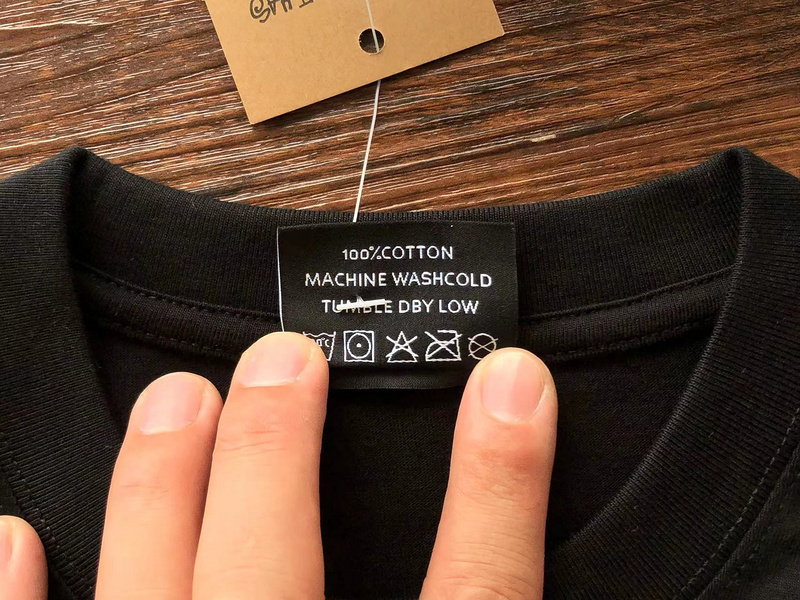 100%COTTON
MACHINE WASHCOLD
TUMBLE DBY LOW